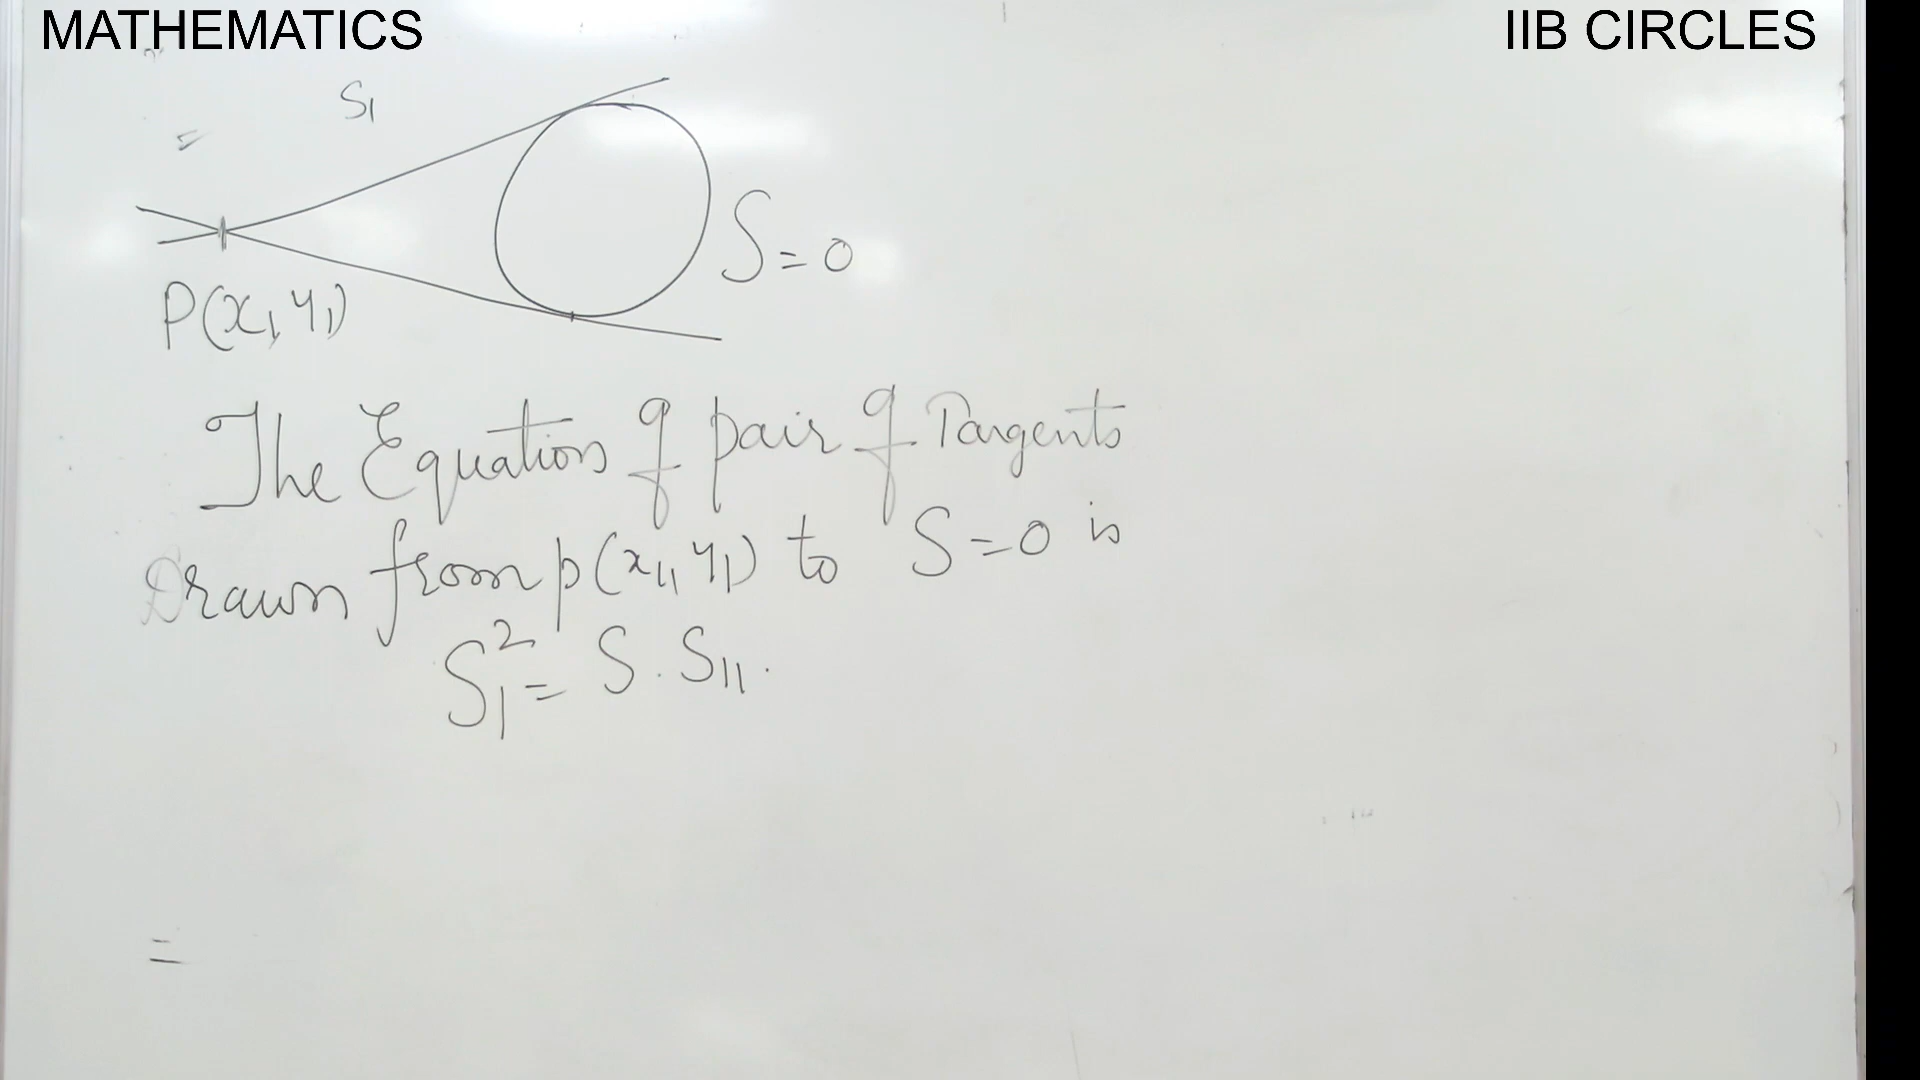 MATHEMATICS
IIB CIRCLES
S₁
=
S=0
P(x₁,y₁)
The Equation of pair of Tangents
Drawn from p(x₁,y₁) to S=0 is
S₁² = S.S₁₁.
=